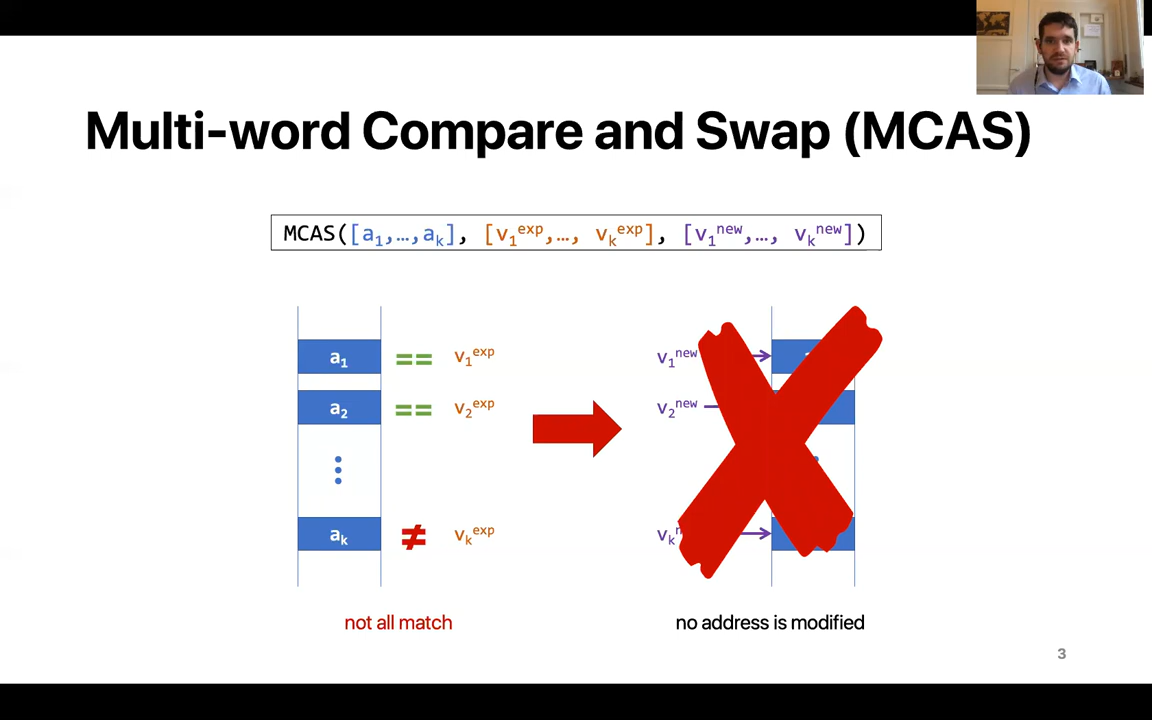 Multi-word Compare and Swap (MCAS)
MCAS([a₁,…,aₖ], [v₁ᵉˣᵖ,…, vₖᵉˣᵖ], [v₁ⁿᵉʷ,…, vₖⁿᵉʷ])
a₁ == v₁ᵉˣᵖ v₁ⁿᵉʷ
a₂ == v₂ᵉˣᵖ v₂ⁿᵉʷ
aₖ ≠ vₖᵉˣᵖ vₖ
not all match no address is modified
3